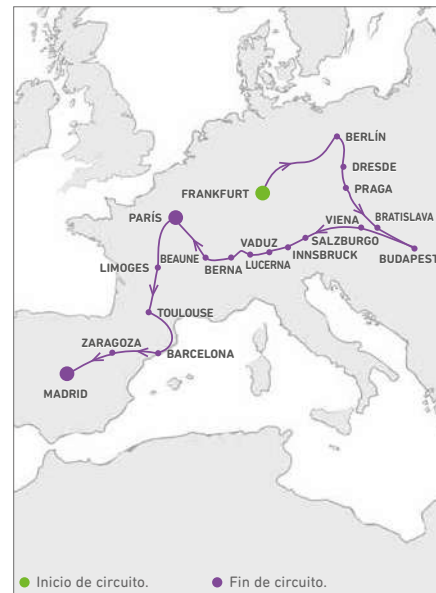 BERLÍN
DRESDE
FRANKFURT
PRAGA
PARÍS
BRATISLAVA
VIENA
VADUZ
SALZBURGO
BUDAPEST
LIMOGES
BEAUNE
BERNA
LUCERNA
INNSBRUCK
TOULOUSE
ZARAGOZA
BARCELONA
MADRID
Inicio de circuito.
Fin de circuito.